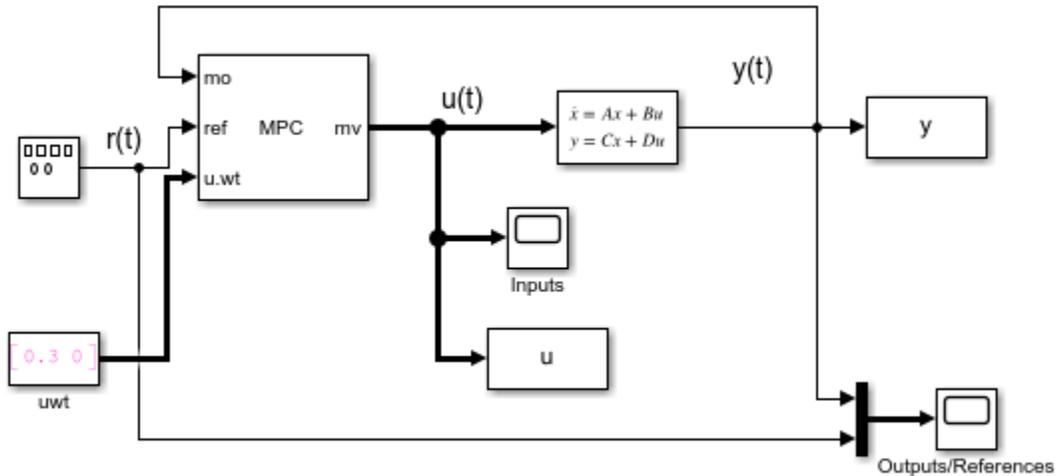 y(t)
mo
u(t)
r(t)
ref
MPC
mv
ẋ = Ax + Bu
y = Cx + Du
y
u.wt
Inputs
[0.3 0]
u
uwt
Outputs/References